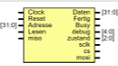 Clock Daten [31:0]
Reset Fertig
[31:0] Adresse Busy
Lesen debug [4:0]
miso zustand [2:0]
sclk
cs
mosi